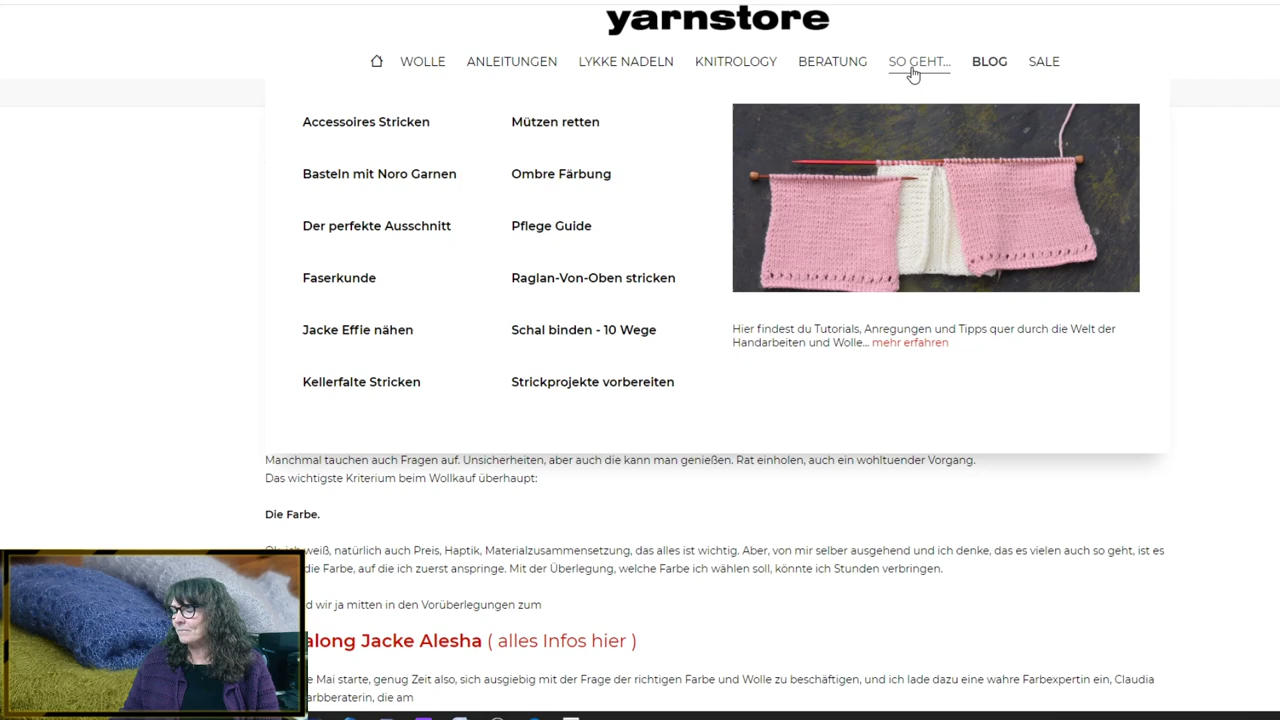 yarnstore
WOLLE ANLEITUNGEN LYKKE NADELN KNITROLOGY BERATUNG SO GEHT... BLOG SALE
Accessoires Stricken
Basteln mit Noro Garnen
Der perfekte Ausschnitt
Faserkunde
Jacke Effie nähen
Kellerfalte Stricken
Mützen retten
Ombre Färbung
Pflege Guide
Raglan-Von-Oben stricken
Schal binden - 10 Wege
Strickprojekte vorbereiten
Hier findest du Tutorials, Anregungen und Tipps quer durch die Welt der
Handarbeiten und Wolle... mehr erfahren
Manchmal tauchen auch Fragen auf. Unsicherheiten, aber auch die kann man genießen. Rat einholen, auch ein wohltuender Vorgang.
Das wichtigste Kriterium beim Wollkauf überhaupt:
Die Farbe.
weiß, natürlich auch Preis, Haptik, Materialzusammensetzung, das alles ist wichtig. Aber, von mir selber ausgehend und ich denke, das es vielen auch so geht, ist es
die Farbe, auf die ich zuerst anspringe. Mit der Überlegung, welche Farbe ich wählen soll, könnte ich Stunden verbringen.
wir ja mitten in den Vorüberlegungen zum
along Jacke Alesha ( alles Infos hier )
Mai starte, genug Zeit also, sich ausgiebig mit der Frage der richtigen Farbe und Wolle zu beschäftigen, und ich lade dazu eine wahre Farbexpertin ein, Claudia
arbberaterin, die am